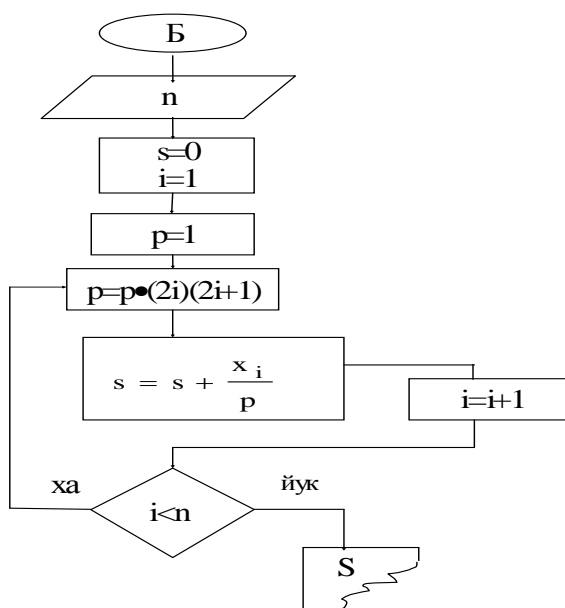 Б
n
s=0
i=1
p=1
p=p•(2i)(2i+1)
s = s + x i / p
i=i+1
ха
йук
i<n
S